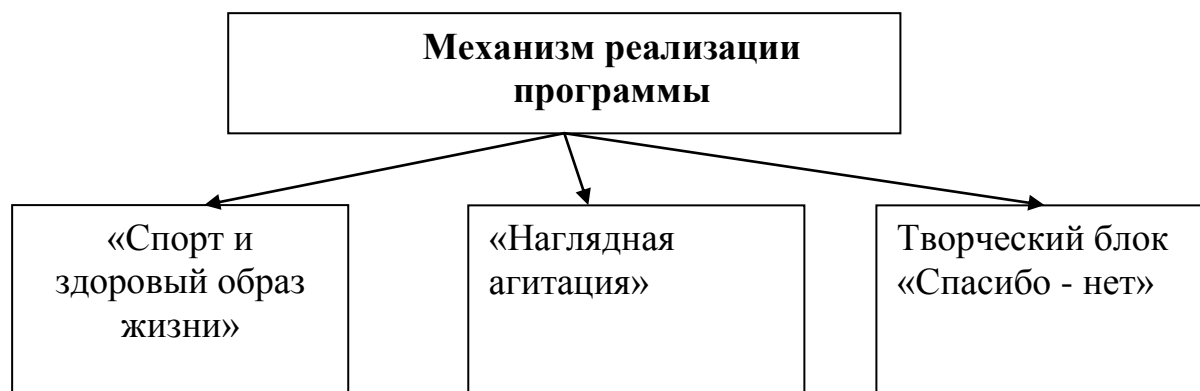 Механизм реализации
программы
«Спорт и
здоровый образ
жизни»
«Наглядная
агитация»
Творческий блок
«Спасибо - нет»